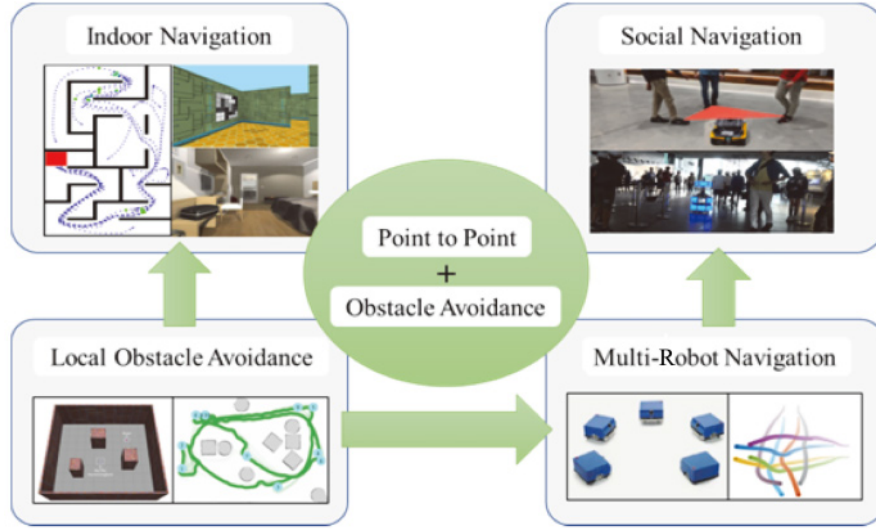 Indoor Navigation
Social Navigation
Point to Point
+
Obstacle Avoidance
Local Obstacle Avoidance
Multi-Robot Navigation